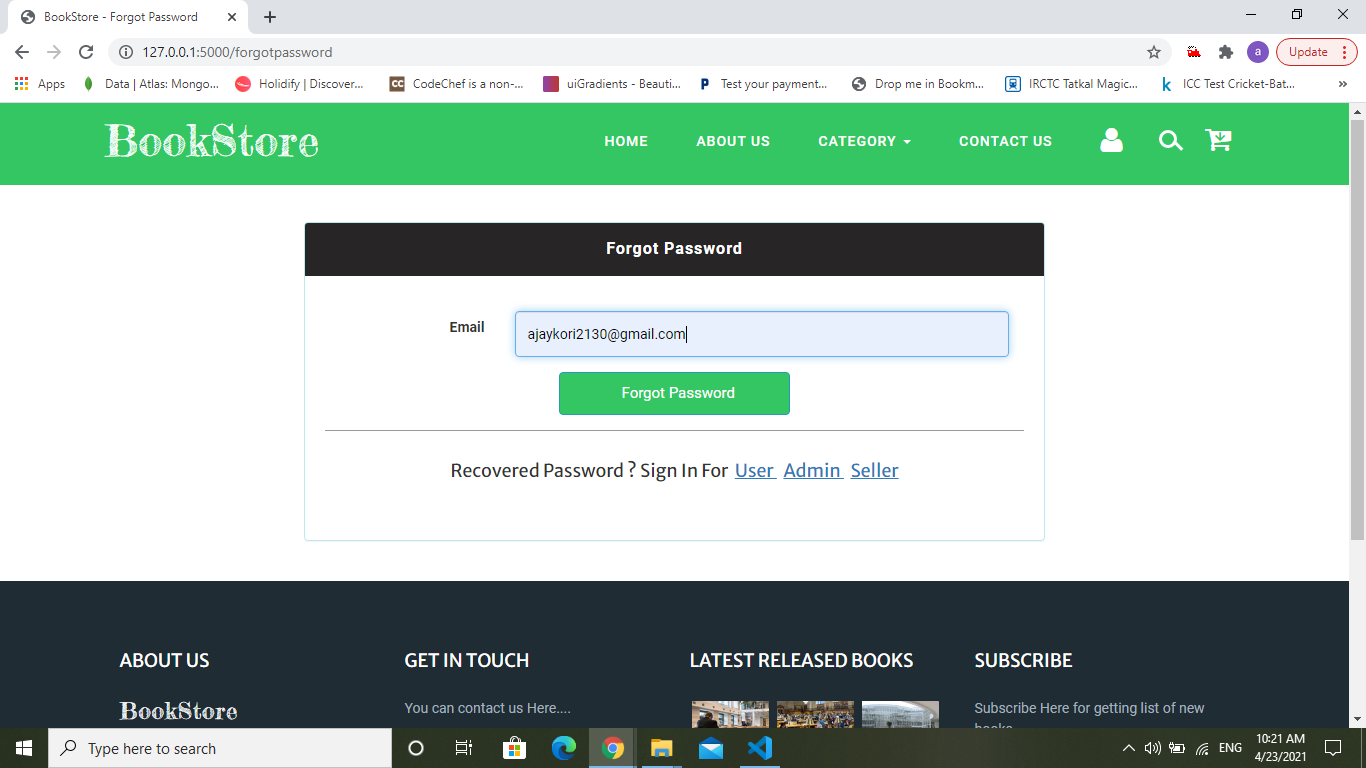 BookStore - Forgot Password
127.0.0.1:5000/forgotpassword
a
Update
Apps
Data | Atlas: Mongo...
Holidify | Discover...
CC
CodeChef is a non-...
uiGradients - Beauti...
P
Test your payment...
Drop me in Bookm...
IRCTC Tatkal Magic...
k
ICC Test Cricket-Bat...
»
BookStore
HOME
ABOUT US
CATEGORY
CONTACT US
Forgot Password
Email
ajaykori2130@gmail.com
Forgot Password
Recovered Password ? Sign In For User Admin Seller
ABOUT US
GET IN TOUCH
LATEST RELEASED BOOKS
SUBSCRIBE
BookStore
You can contact us Here....
Subscribe Here for getting list of new
books
Type here to search
ENG
10:21 AM
4/23/2021